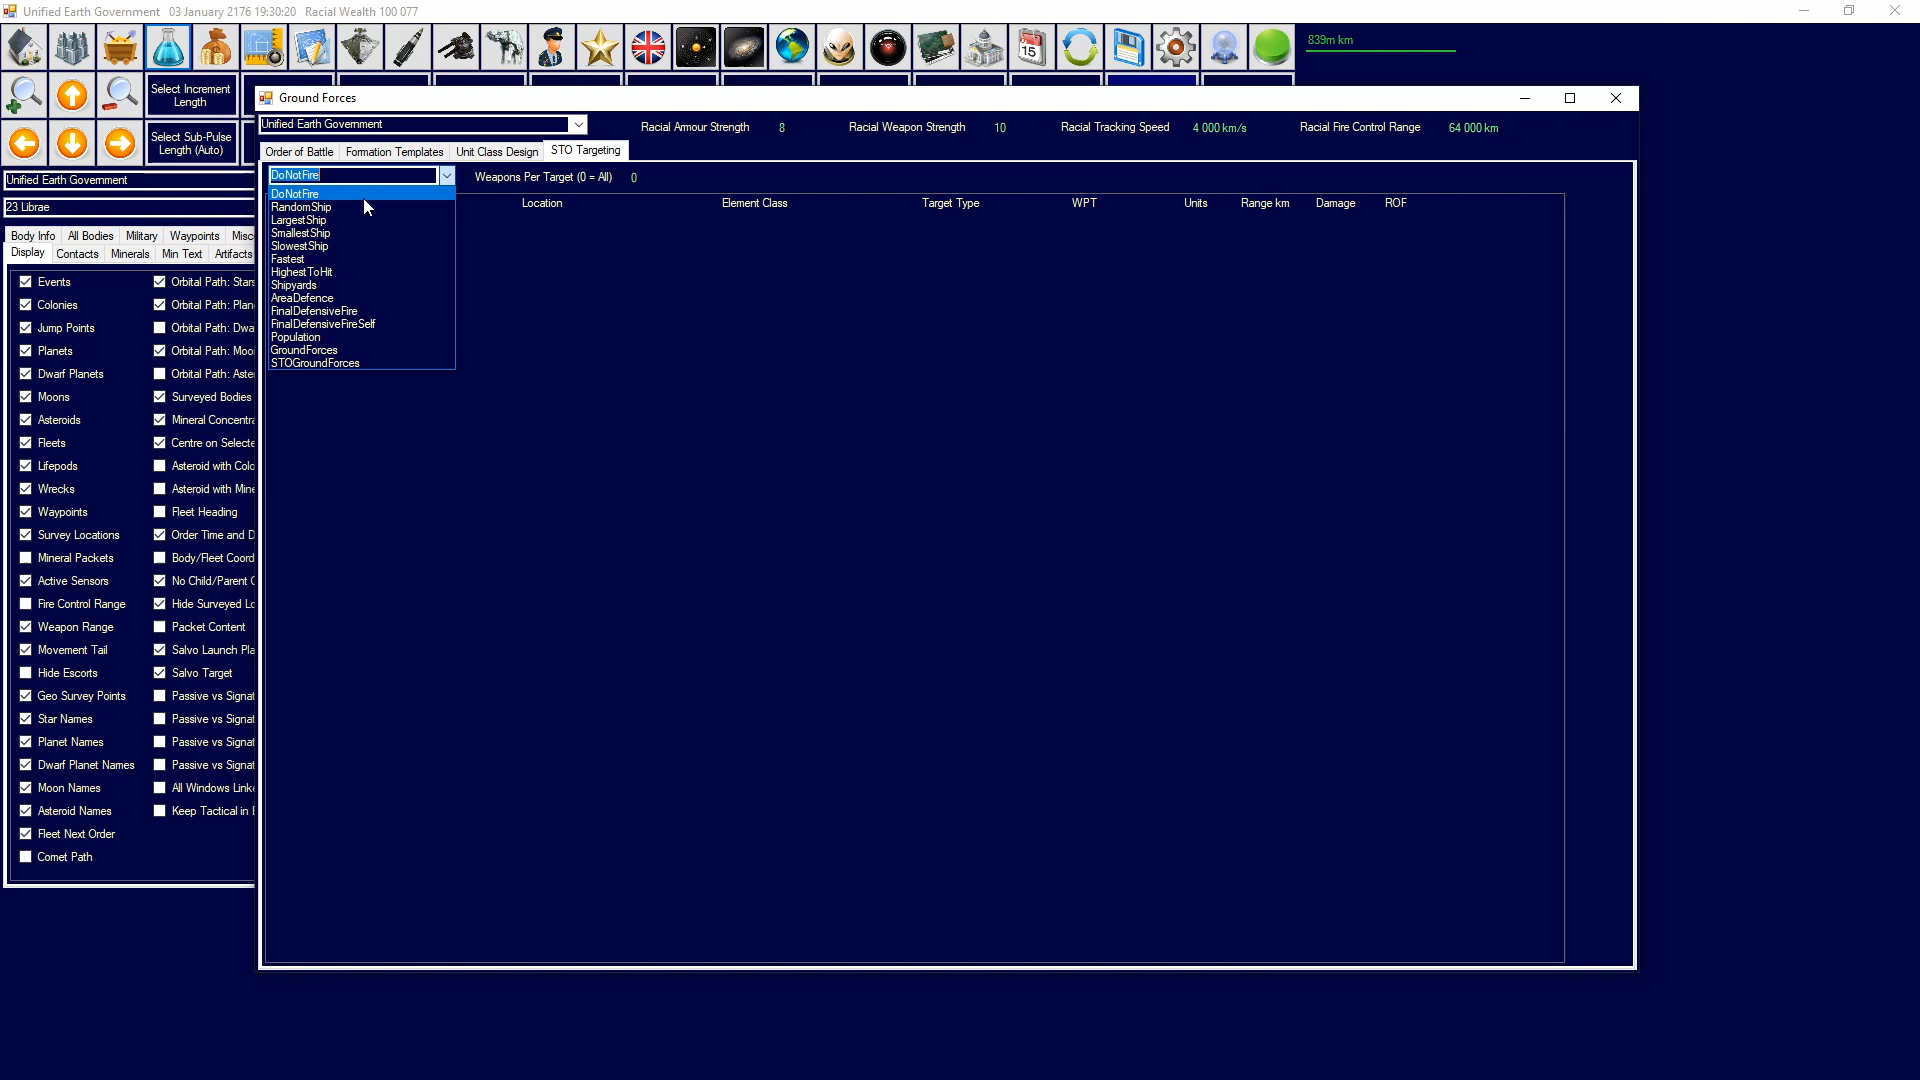 Unified Earth Government 03 January 2176 19:30:20 Racial Wealth 100 077
15
839m km
Select Increment
Length
Select Sub-Pulse
Length (Auto)
Unified Earth Government
23 Librae
Body Info All Bodies Military Waypoints Misc
Display Contacts Minerals Min Text Artifacts
Events Orbital Path: Stars
Colonies Orbital Path: Plan
Jump Points Orbital Path: Dwa
Planets Orbital Path: Moo
Dwarf Planets Orbital Path: Aste
Moons Surveyed Bodies
Asteroids Mineral Concentra
Fleets Centre on Selecte
Lifepods Asteroid with Colo
Wrecks Asteroid with Mine
Waypoints Fleet Heading
Survey Locations Order Time and D
Mineral Packets Body/Fleet Coord
Active Sensors No Child/Parent C
Fire Control Range Hide Surveyed Lo
Weapon Range Packet Content
Movement Tail Salvo Launch Pla
Hide Escorts Salvo Target
Geo Survey Points Passive vs Signat
Star Names Passive vs Signat
Planet Names Passive vs Signat
Dwarf Planet Names Passive vs Signat
Moon Names All Windows Linke
Asteroid Names Keep Tactical in
Fleet Next Order
Comet Path
Ground Forces
Unified Earth Government Racial Armour Strength 8 Racial Weapon Strength 10 Racial Tracking Speed 4 000 km/s Racial Fire Control Range 64 000 km
Order of Battle Formation Templates Unit Class Design STO Targeting
DoNotFire Weapons Per Target (0 = All) 0
Location Element Class Target Type WPT Units Range km Damage ROF
DoNotFire
RandomShip
LargestShip
SmallestShip
SlowestShip
Fastest
HighestToHit
Shipyards
AreaDefence
FinalDefensiveFire
FinalDefensiveFireSelf
Population
GroundForces
STOGroundForces